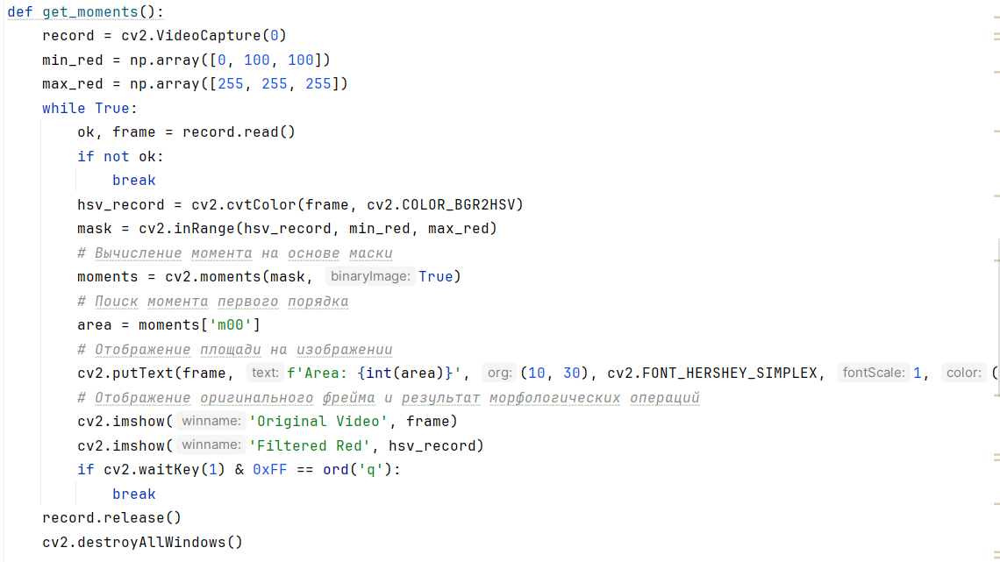 def get_moments():
    record = cv2.VideoCapture(0)
    min_red = np.array([0, 100, 100])
    max_red = np.array([255, 255, 255])
    while True:
        ok, frame = record.read()
        if not ok:
            break
        hsv_record = cv2.cvtColor(frame, cv2.COLOR_BGR2HSV)
        mask = cv2.inRange(hsv_record, min_red, max_red)
        # Вычисление момента на основе маски
        moments = cv2.moments(mask, binaryImage: True)
        # Поиск момента первого порядка
        area = moments['m00']
        # Отображение площади на изображении
        cv2.putText(frame, text: f'Area: {int(area)}', org: (10, 30), cv2.FONT_HERSHEY_SIMPLEX, fontScale: 1, color: (
        # Отображение оригинального фрейма и результат морфологических операций
        cv2.imshow( winname: 'Original Video', frame)
        cv2.imshow( winname: 'Filtered Red', hsv_record)
        if cv2.waitKey(1) & 0xFF == ord('q'):
            break
    record.release()
    cv2.destroyAllWindows()